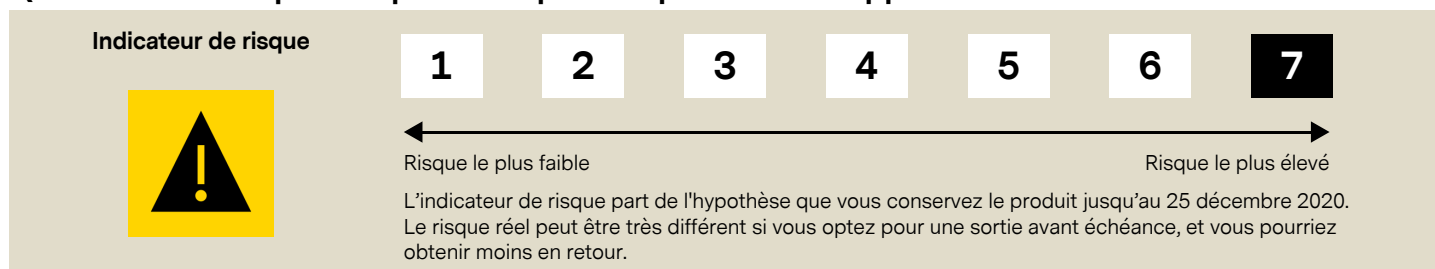 Indicateur de risque
1 2 3 4 5 6 7
Risque le plus faible
Risque le plus élevé
L’indicateur de risque part de l'hypothèse que vous conservez le produit jusqu’au 25 décembre 2020.
Le risque réel peut être très différent si vous optez pour une sortie avant échéance, et vous pourriez
obtenir moins en retour.